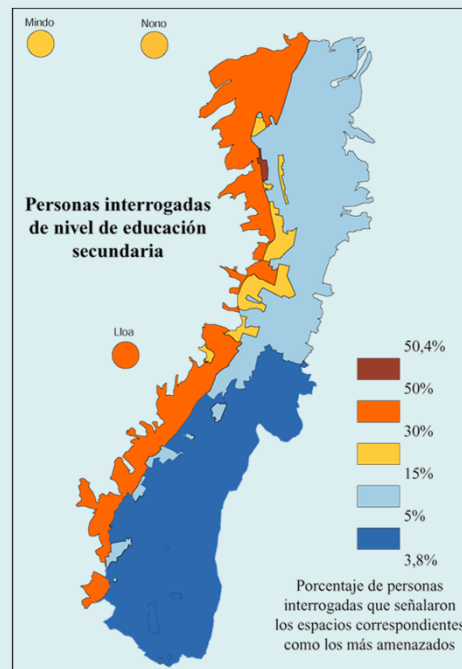 Mindo
Nono
Personas interrogadas
de nivel de educación
secundaria
Lloa
50,4%
50%
30%
15%
5%
3,8%
Porcentaje de personas
interrogadas que señalaron
los espacios correspondientes
como los más amenazados